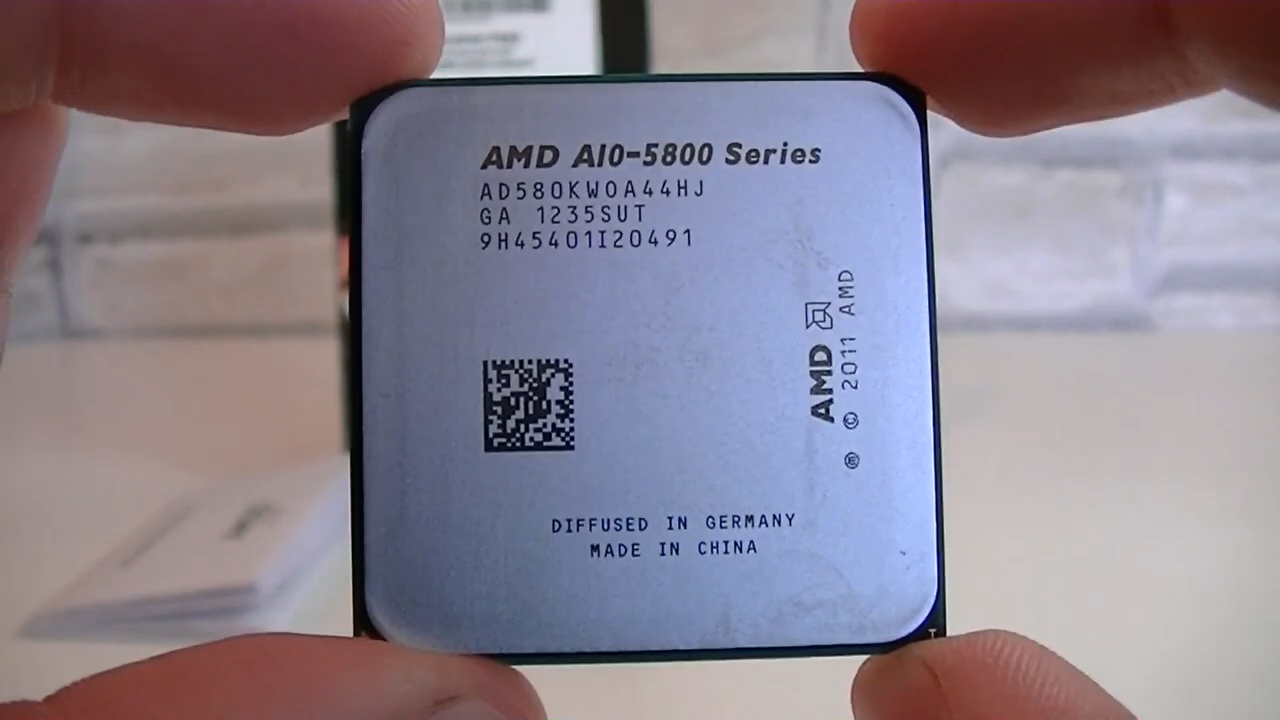 AMD A10-5800 Series
AD580KWOA44HJ
GA 1235SUT
9H45401I20491
AMD
® © 2011 AMD
DIFFUSED IN GERMANY
MADE IN CHINA